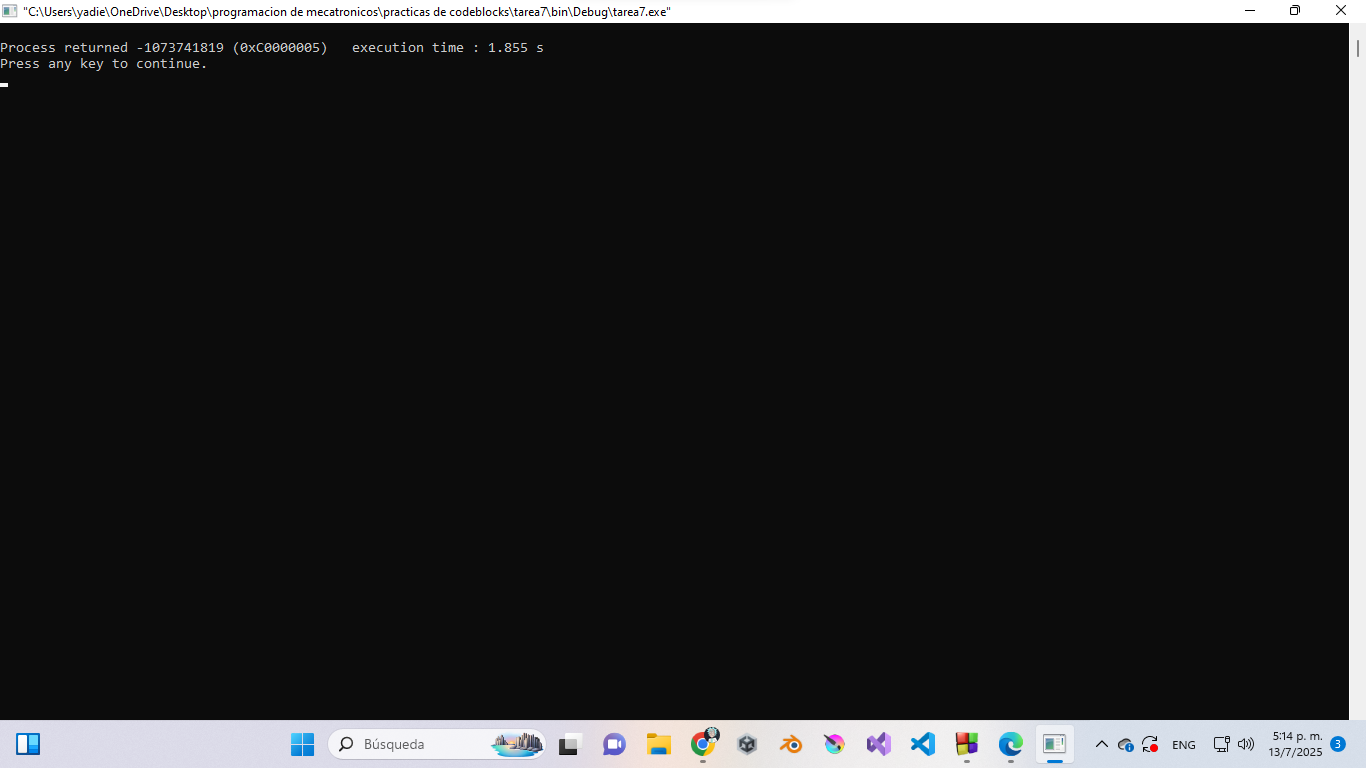 "C:\Users\yadie\OneDrive\Desktop\programacion de mecatronicos\practicas de codeblocks\tarea7\bin\Debug\tarea7.exe"
Process returned -1073741819 (0xC0000005)   execution time : 1.855 s
Press any key to continue.
Búsqueda
ENG
5:14 p. m.
13/7/2025
3